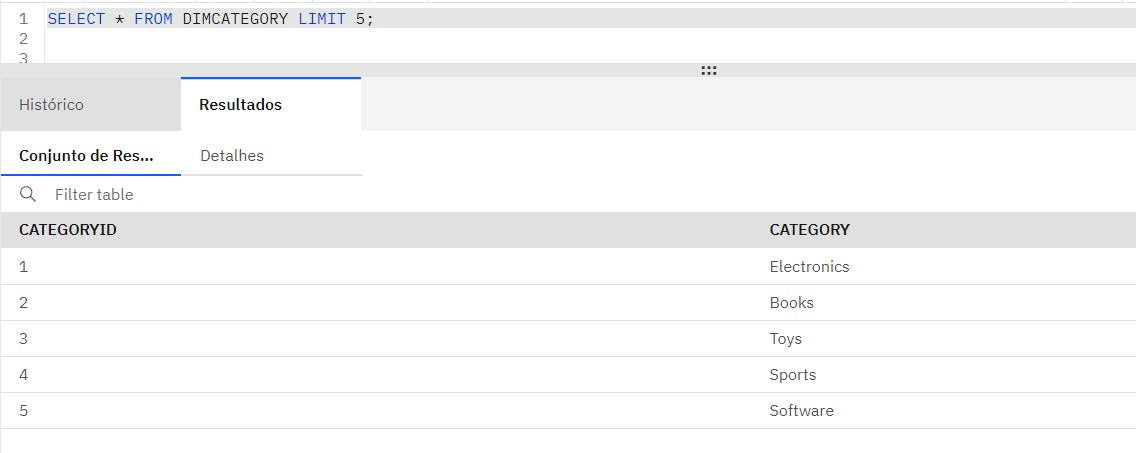 1 SELECT * FROM DIMCATEGORY LIMIT 5;
2
3
Histórico Resultados
Conjunto de Res... Detalhes
Filter table
CATEGORYID CATEGORY
1 Electronics
2 Books
3 Toys
4 Sports
5 Software